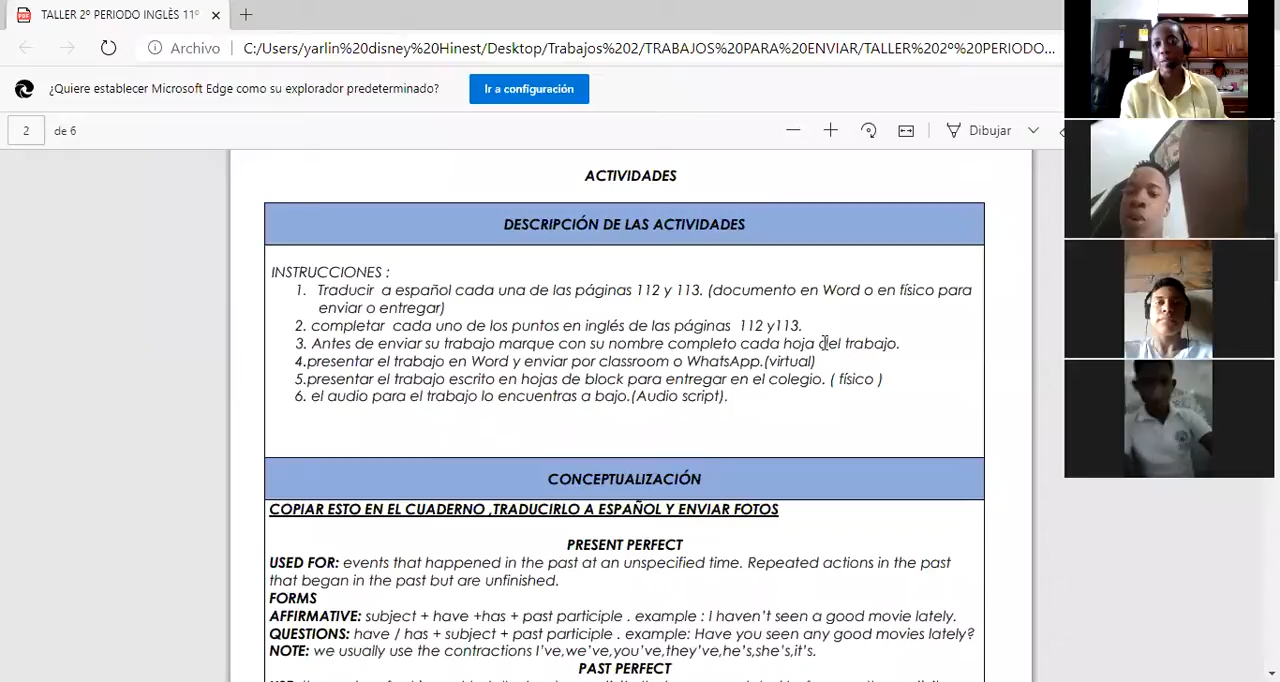 TALLER 2º PERIODO INGLÈS 11º
Archivo
C:/Users/yarlin%20disney%20Hinest/Desktop/Trabajos%202/TRABAJOS%20PARA%20ENVIAR/TALLER%202º%20PERIODO...
¿Quiere establecer Microsoft Edge como su explorador predeterminado?
Ir a configuración
2 de 6
Dibujar
ACTIVIDADES
DESCRIPCIÓN DE LAS ACTIVIDADES
INSTRUCCIONES :
1. Traducir a español cada una de las páginas 112 y 113. (documento en Word o en físico para
enviar o entregar)
2. completar cada uno de los puntos en inglés de las páginas 112 y113.
3. Antes de enviar su trabajo marque con su nombre completo cada hoja del trabajo.
4.presentar el trabajo en Word y enviar por classroom o WhatsApp.(virtual)
5.presentar el trabajo escrito en hojas de block para entregar en el colegio. ( físico )
6. el audio para el trabajo lo encuentras a bajo.(Audio script).
CONCEPTUALIZACIÓN
COPIAR ESTO EN EL CUADERNO ,TRADUCIRLO A ESPAÑOL Y ENVIAR FOTOS
PRESENT PERFECT
USED FOR: events that happened in the past at an unspecified time. Repeated actions in the past
that began in the past but are unfinished.
FORMS
AFFIRMATIVE: subject + have +has + past participle . example : I haven't seen a good movie lately.
QUESTIONS: have / has + subject + past participle . example: Have you seen any good movies lately?
NOTE: we usually use the contractions I've,we've,you've,they've,he's,she's,it's.
PAST PERFECT